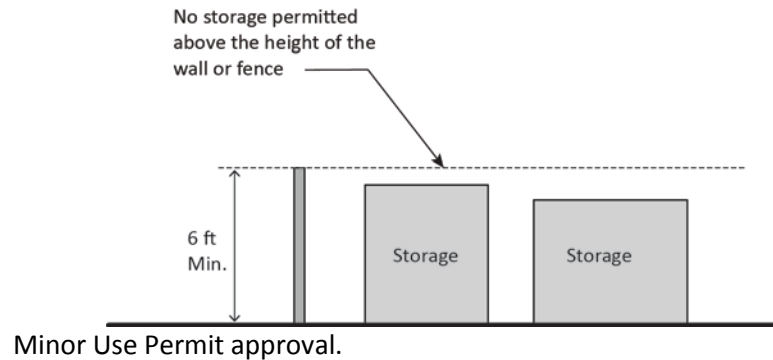 No storage permitted
above the height of the
wall or fence
6 ft
Min.
Storage
Storage
Minor Use Permit approval.